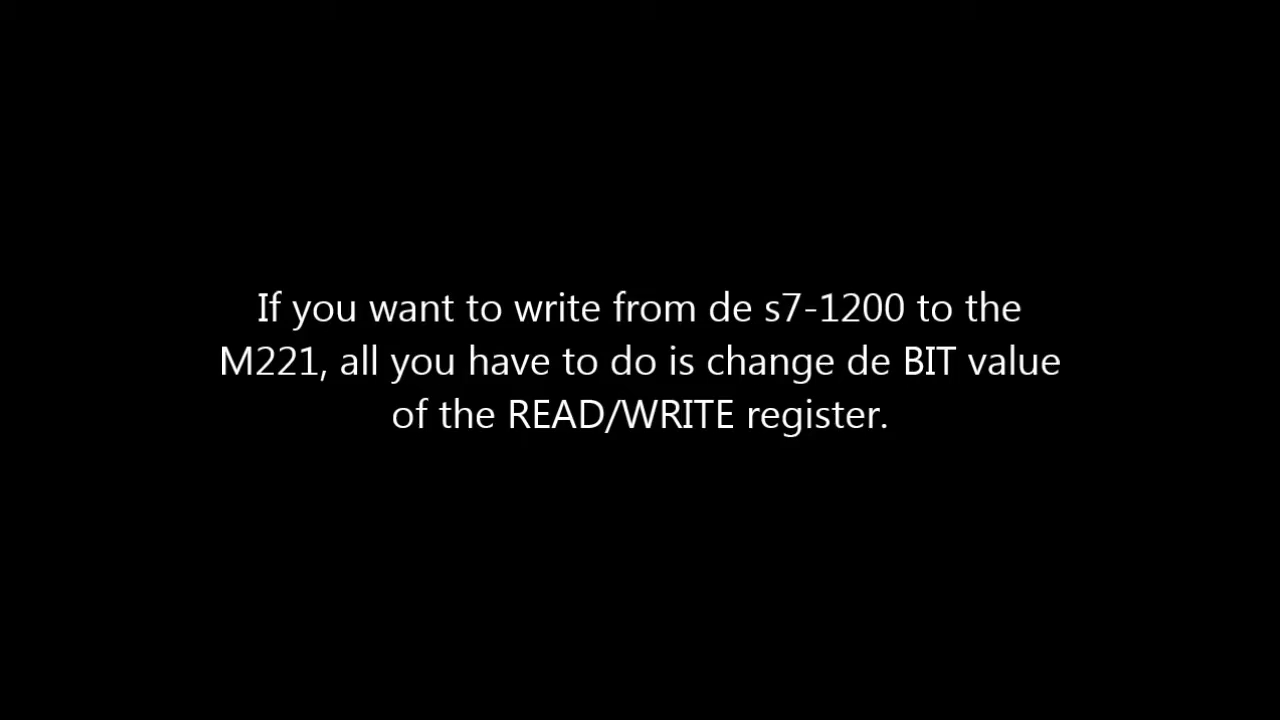 If you want to write from de s7-1200 to the
M221, all you have to do is change de BIT value
of the READ/WRITE register.